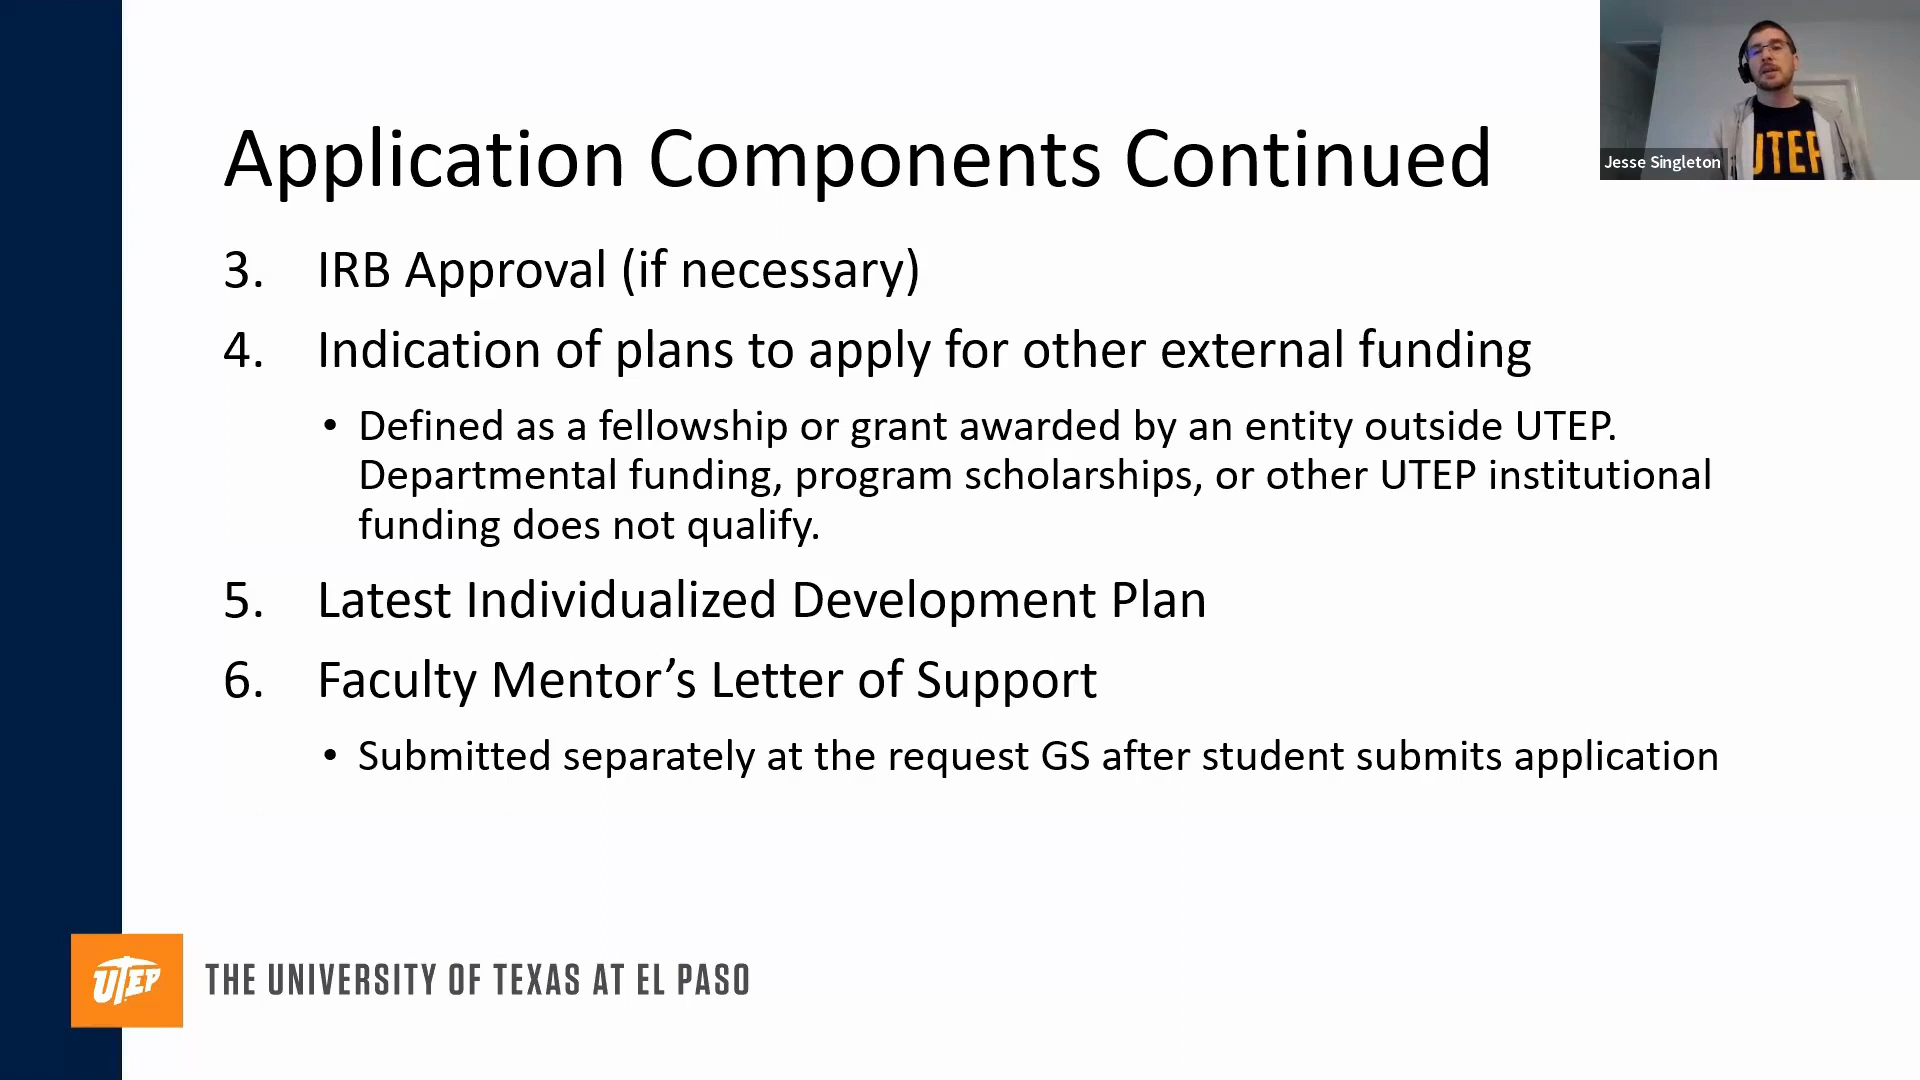 Application Components Continued
3. IRB Approval (if necessary)
4. Indication of plans to apply for other external funding
• Defined as a fellowship or grant awarded by an entity outside UTEP.
Departmental funding, program scholarships, or other UTEP institutional
funding does not qualify.
5. Latest Individualized Development Plan
6. Faculty Mentor’s Letter of Support
• Submitted separately at the request GS after student submits application
UTEP
Jesse Singleton
UTEP
THE UNIVERSITY OF TEXAS AT EL PASO